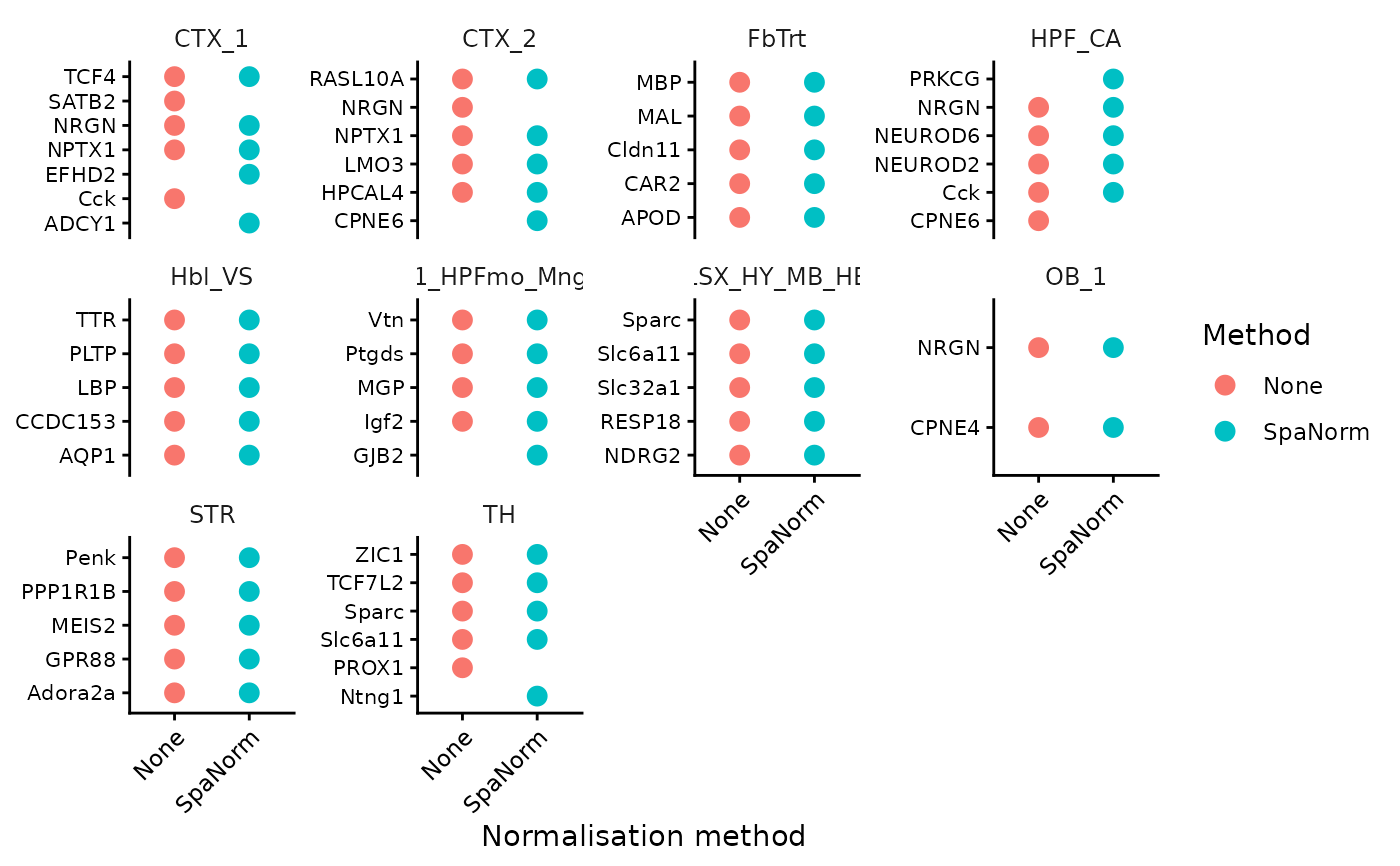 CTX_1
TCF4
SATB2
NRGN
NPTX1
EFHD2
Cck
ADCY1
CTX_2
RASL10A
NRGN
NPTX1
LMO3
HPCAL4
CPNE6
FbTrt
MBP
MAL
Cldn11
CAR2
APOD
HPF_CA
PRKCG
NRGN
NEUROD6
NEUROD2
Cck
CPNE6
Hbl_VS
TTR
PLTP
LBP
CCDC153
AQP1
1_HPFmo_Mng
Vtn
Ptgds
MGP
Igf2
GJB2
LSX_HY_MB_HE
Sparc
Slc6a11
Slc32a1
RESP18
NDRG2
None
SpaNorm
OB_1
NRGN
CPNE4
None
SpaNorm
STR
Penk
PPP1R1B
MEIS2
GPR88
Adora2a
None
SpaNorm
TH
ZIC1
TCF7L2
Sparc
Slc6a11
PROX1
Ntng1
None
SpaNorm
Normalisation method
Method
None
SpaNorm